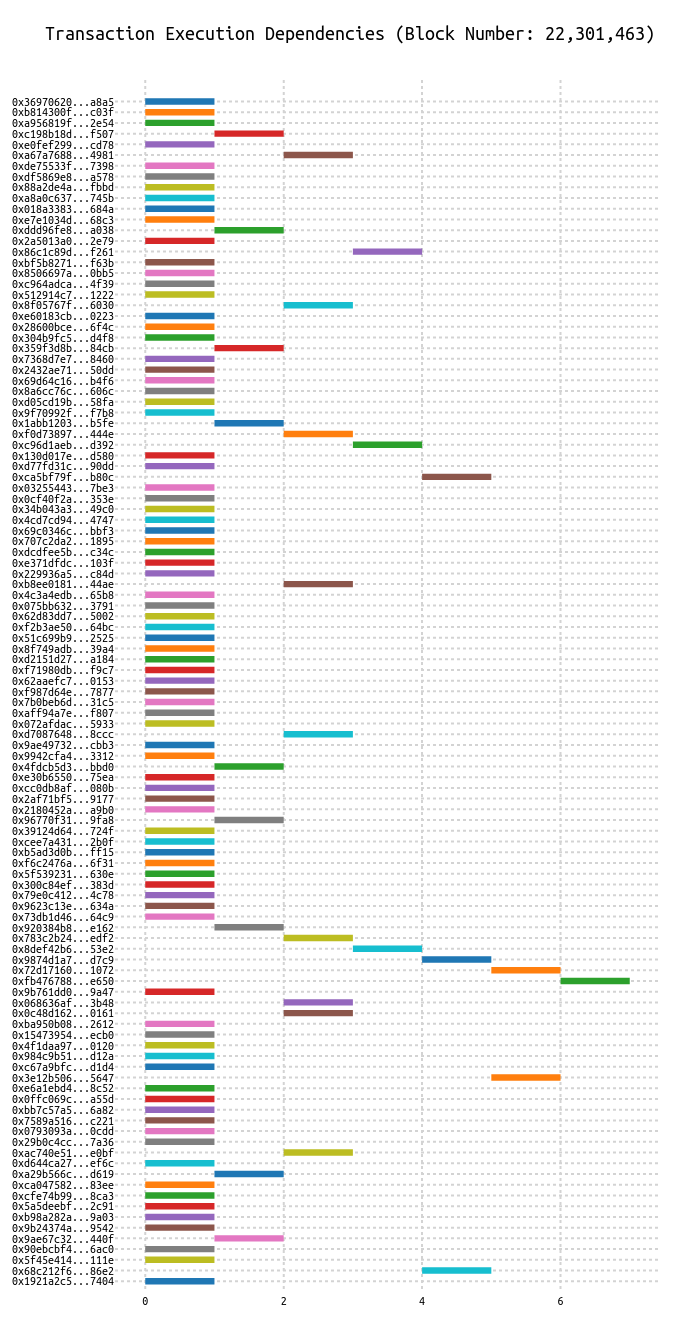 Transaction Execution Dependencies (Block Number: 22,301,463)
0x36970620...a8a5
0xb814300f...c03f
0xa956819f...2e54
0xc198b18d...f507
0xe0fef299...cd78
0xa67a7688...4981
0xde75533f...7398
0xdf5869e8...a578
0x88a2de4a...fbbd
0xa8a0c637...745b
0x018a3383...684a
0xe7e1034d...68c3
0xddd96fe8...a038
0x2a5013a0...2e79
0x86c1c89d...f261
0xbf5b8271...f63b
0x8506697a...0bb5
0xc964adca...4f39
0x512914c7...1222
0x8f05767f...6030
0xe60183cb...0223
0x28600bce...6f4c
0x304b9fc5...d4f8
0x359f3d8b...84cb
0x7368d7e7...8460
0x2432ae71...50dd
0x69d64c16...b4f6
0x8a6cc76c...606c
0xd05cd19b...58fa
0x9f70992f...f7b8
0x1abb1203...b5fe
0xf0d73897...444e
0xc96d1aeb...d392
0x130d017e...d580
0xd77fd31c...90dd
0xca5bf79f...b80c
0x03255443...7be3
0x0cf40f2a...353e
0x34b043a3...49c0
0x4cd7cd94...4747
0x69c0346c...bbf3
0x707c2da2...1895
0xdcdfee5b...c34c
0xe371dfdc...103f
0x229936a5...c84d
0xb8ee0181...44ae
0x4c3a4edb...65b8
0x075bb632...3791
0x62d83dd7...5002
0xf2b3ae50...64bc
0x51c699b9...2525
0x8f749adb...39a4
0xd2151d27...a184
0xf71980db...f9c7
0x62aaefc7...0153
0xf987d64e...7877
0x7b0beb6d...31c5
0xaff94a7e...f807
0x072afdac...5933
0xd7087648...8ccc
0x9ae49732...cbb3
0x9942cfa4...3312
0x4fdcb5d3...bbd0
0xe30b6550...75ea
0xcc0db8af...080b
0x2af71bf5...9177
0x2180452a...a9b0
0x96770f31...9fa8
0x39124d64...724f
0xcee7a431...2b0f
0xb5ad3d0b...ff15
0xf6c2476a...6f31
0x5f539231...630e
0x300c84ef...383d
0x79e0c412...4c78
0x9623c13e...634a
0x73db1d46...64c9
0x920384b8...e162
0x783c2b24...edf2
0x8def42b6...53e2
0x9874d1a7...d7c9
0x72d17160...1072
0xfb476788...e650
0x9b761dd0...9a47
0x068636af...3b48
0x0c48d162...0161
0xba950b08...2612
0x15473954...ecb0
0x4f1daa97...0120
0x984c9b51...d12a
0xc67a9bfc...d1d4
0x3e12b506...5647
0xe6a1ebd4...8c52
0x0ffc069c...a55d
0xbb7c57a5...6a82
0x7589a516...c221
0x0793093a...0cdd
0x29b0c4cc...7a36
0xac740e51...e0bf
0xd644ca27...ef6c
0xa29b566c...d619
0xca047582...83ee
0xcfe74b99...8ca3
0x5a5deebf...2c91
0xb98a282a...9a03
0x9b24374a...9542
0x9ae67c32...440f
0x90ebcbf4...6ac0
0x5f45e414...111e
0x68c212f6...86e2
0x1921a2c5...7404
0 2 4 6